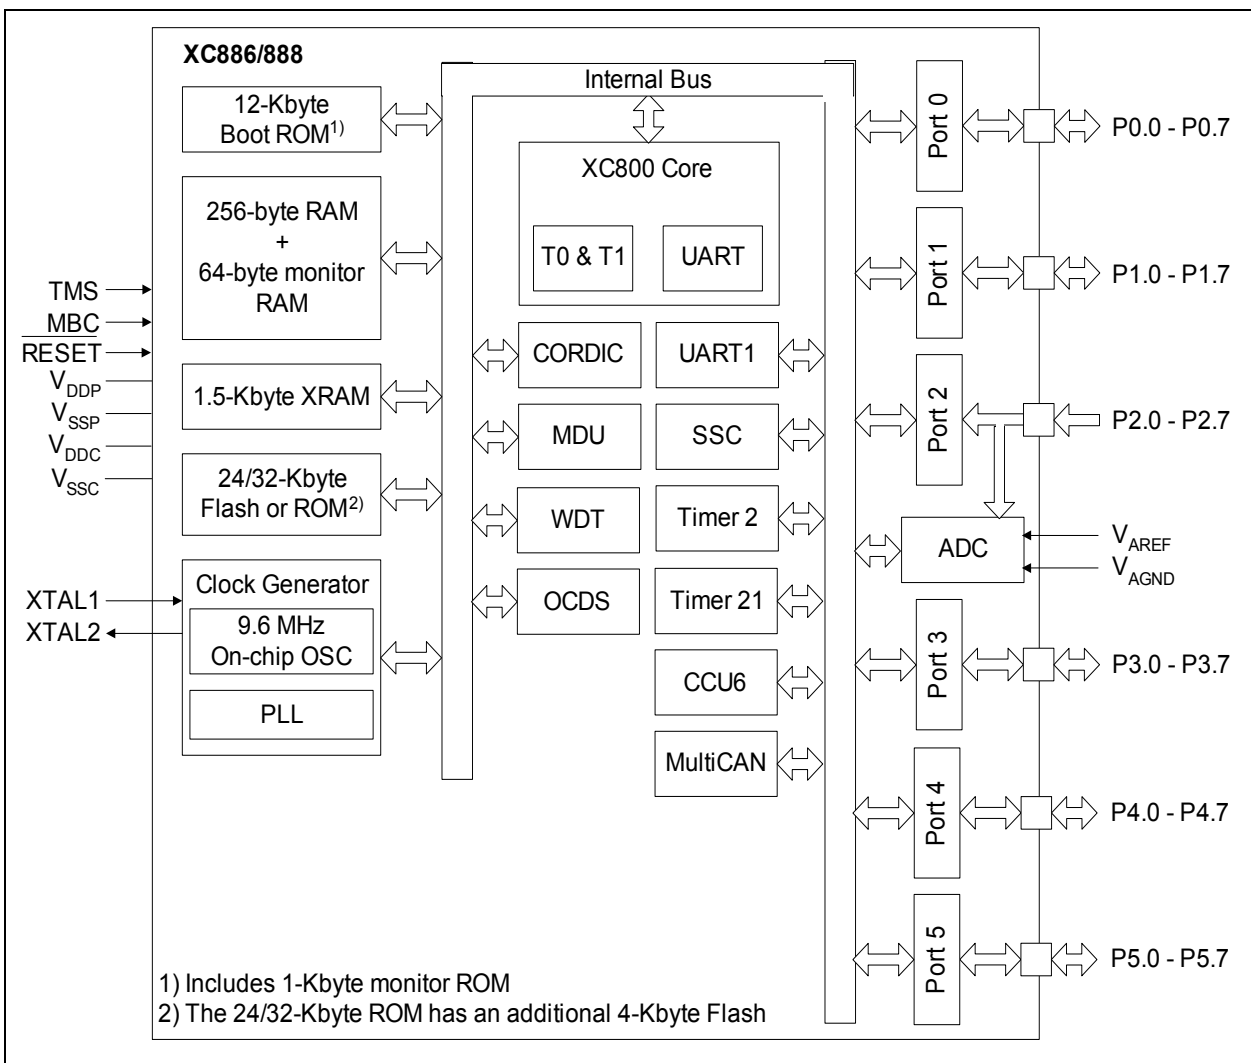 XC886/888
Internal Bus
12-Kbyte
Boot ROM1)
256-byte RAM
+
64-byte monitor
RAM
1.5-Kbyte XRAM
24/32-Kbyte
Flash or ROM2)
Clock Generator
9.6 MHz
On-chip OSC
PLL
TMS
MBC
RESET
VDDP
VSSP
VDDC
VSSC
XTAL1
XTAL2
XC800 Core
T0 & T1
UART
CORDIC
UART1
MDU
SSC
WDT
Timer 2
OCDS
Timer 21
CCU6
MultiCAN
Port 0
P0.0 - P0.7
Port 1
P1.0 - P1.7
Port 2
P2.0 - P2.7
ADC
VAREF
VAGND
Port 3
P3.0 - P3.7
Port 4
P4.0 - P4.7
Port 5
P5.0 - P5.7
1) Includes 1-Kbyte monitor ROM
2) The 24/32-Kbyte ROM has an additional 4-Kbyte Flash